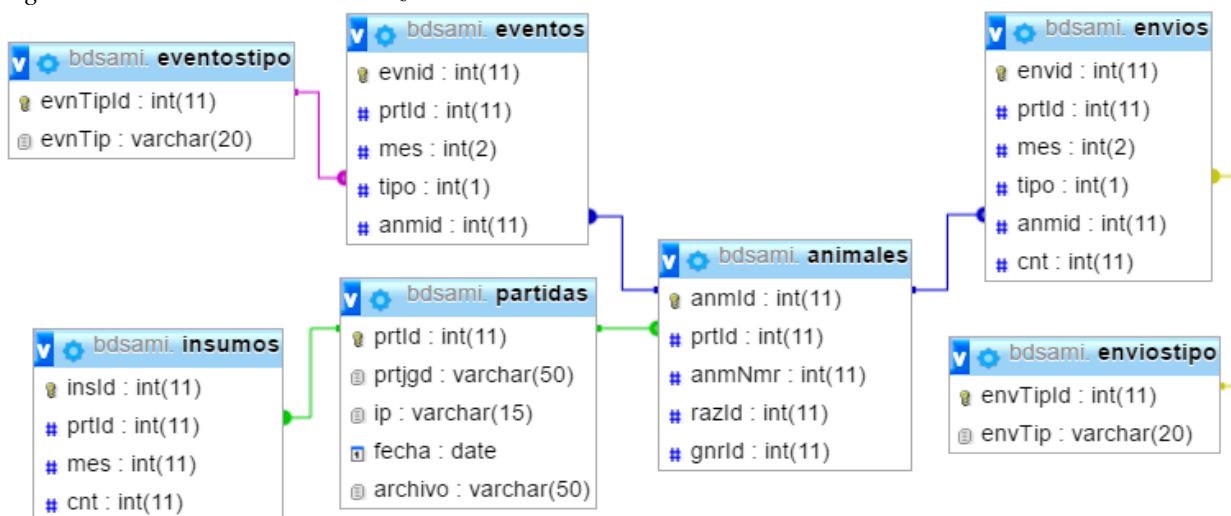 bdsami. eventostipo
evnTipId : int(11)
evnTip : varchar(20)
bdsami. eventos
evnid : int(11)
prtId : int(11)
mes : int(2)
tipo : int(1)
anmid : int(11)
bdsami. envios
envid : int(11)
prtId : int(11)
mes : int(2)
tipo : int(1)
anmid : int(11)
cnt : int(11)
bdsami. animales
anmId : int(11)
prtId : int(11)
anmNmr : int(11)
razId : int(11)
gnrId : int(11)
bdsami. partidas
prtId : int(11)
prtjgd : varchar(50)
ip : varchar(15)
fecha : date
archivo : varchar(50)
bdsami. insumos
insId : int(11)
prtId : int(11)
mes : int(11)
cnt : int(11)
bdsami. enviostipo
envTipId : int(11)
envTip : varchar(20)